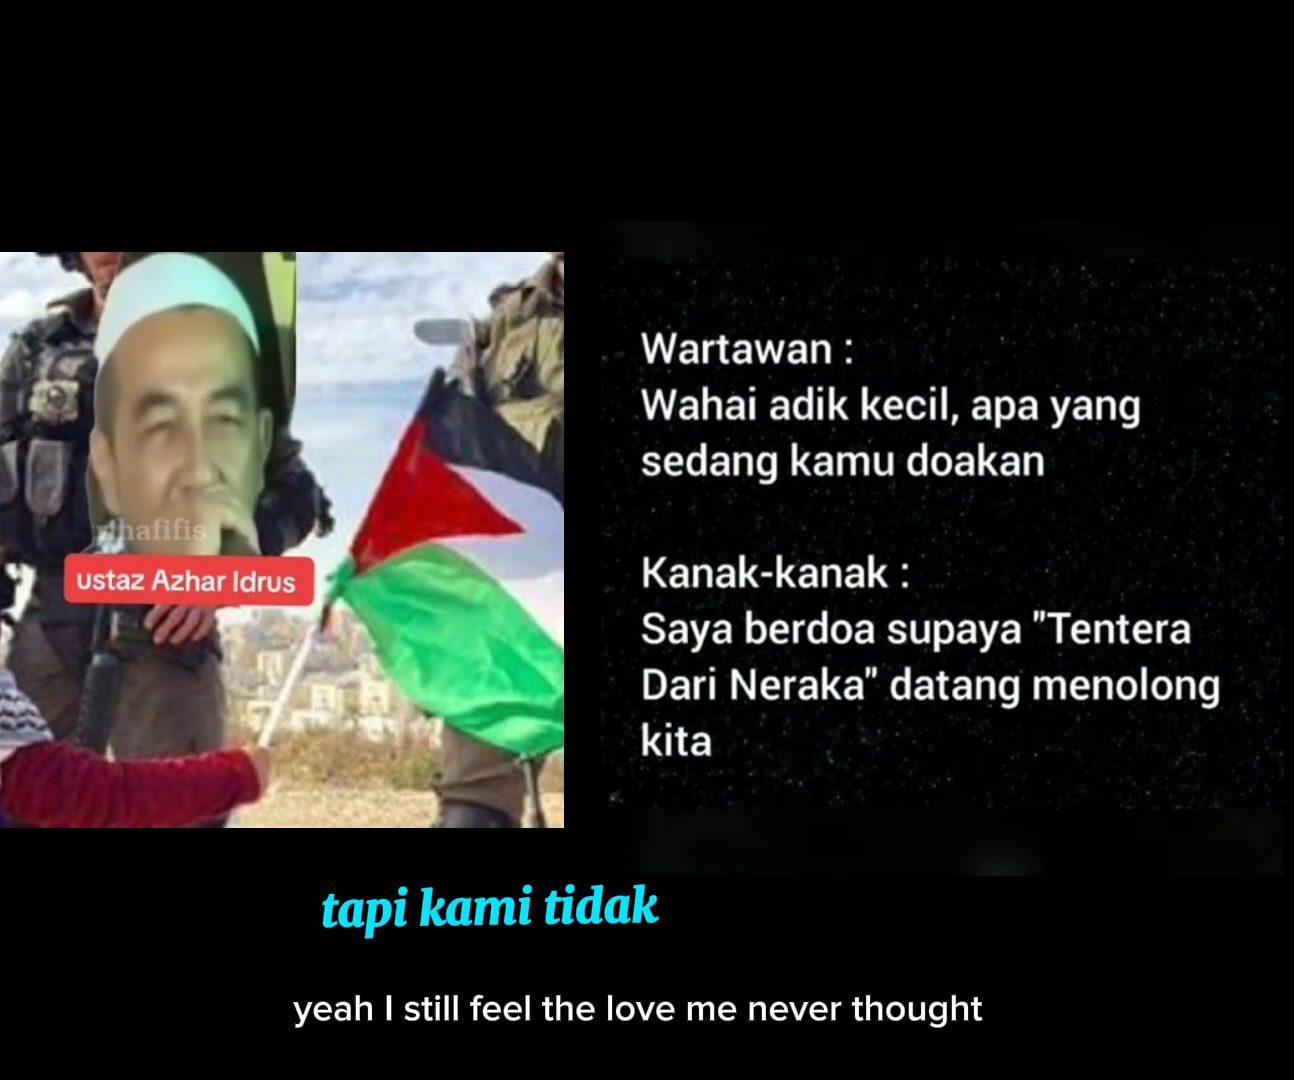 ustaz Azhar Idrus
Wartawan :
Wahai adik kecil, apa yang
sedang kamu doakan
Kanak-kanak :
Saya berdoa supaya "Tentera
Dari Neraka" datang menolong
kita
tapi kami tidak
yeah I still feel the love me never thought